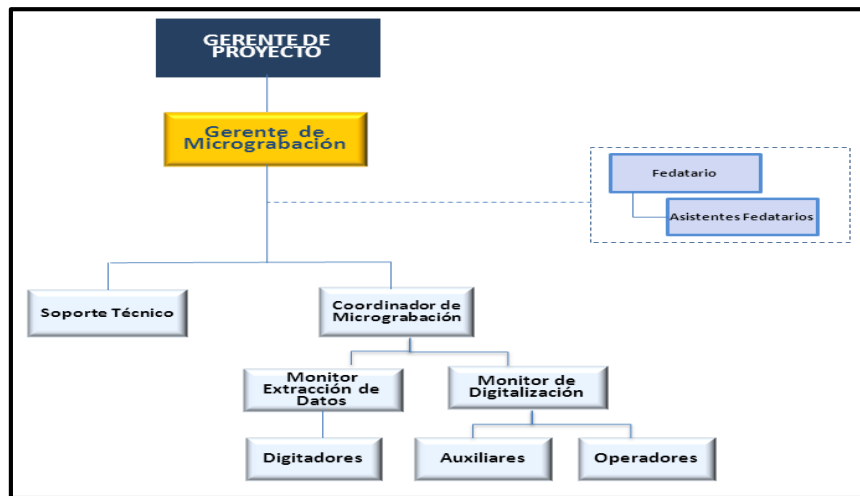 GERENTE DE
PROYECTO
Gerente de
Micrograbación
Fedatario
Asistentes Fedatarios
Soporte Técnico
Coordinador de
Micrograbación
Monitor
Extracción de
Datos
Monitor de
Digitalización
Digitadores
Auxiliares
Operadores